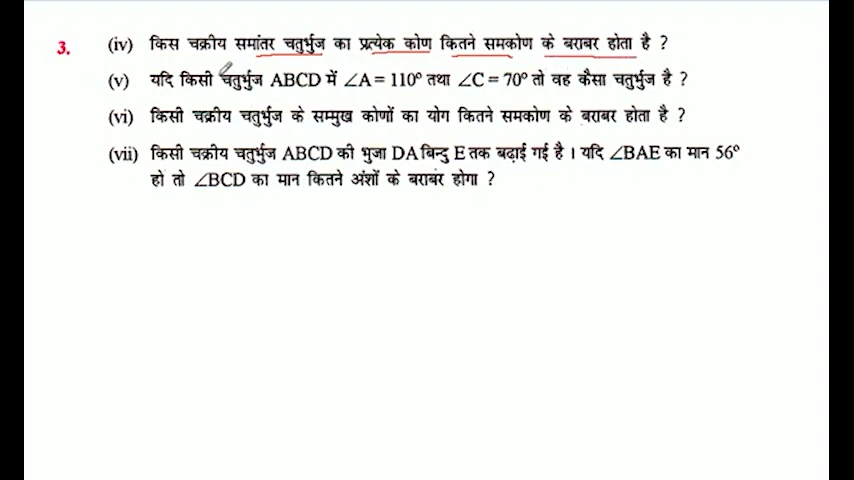 3. (iv) किस चक्रीय समांतर चतुर्भुज का प्रत्येक कोण कितने समकोण के बराबर होता है ?
(v) यदि किसी चतुर्भुज ABCD में ∠A = 110° तथा ∠C = 70° तो वह कैसा चतुर्भुज है ?
(vi) किसी चक्रीय चतुर्भुज के सम्मुख कोणों का योग कितने समकोण के बराबर होता है ?
(vii) किसी चक्रीय चतुर्भुज ABCD की भुजा DA बिन्दु E तक बढ़ाई गई है । यदि ∠BAE का मान 56°
हो तो ∠BCD का मान कितने अंशों के बराबर होगा ?